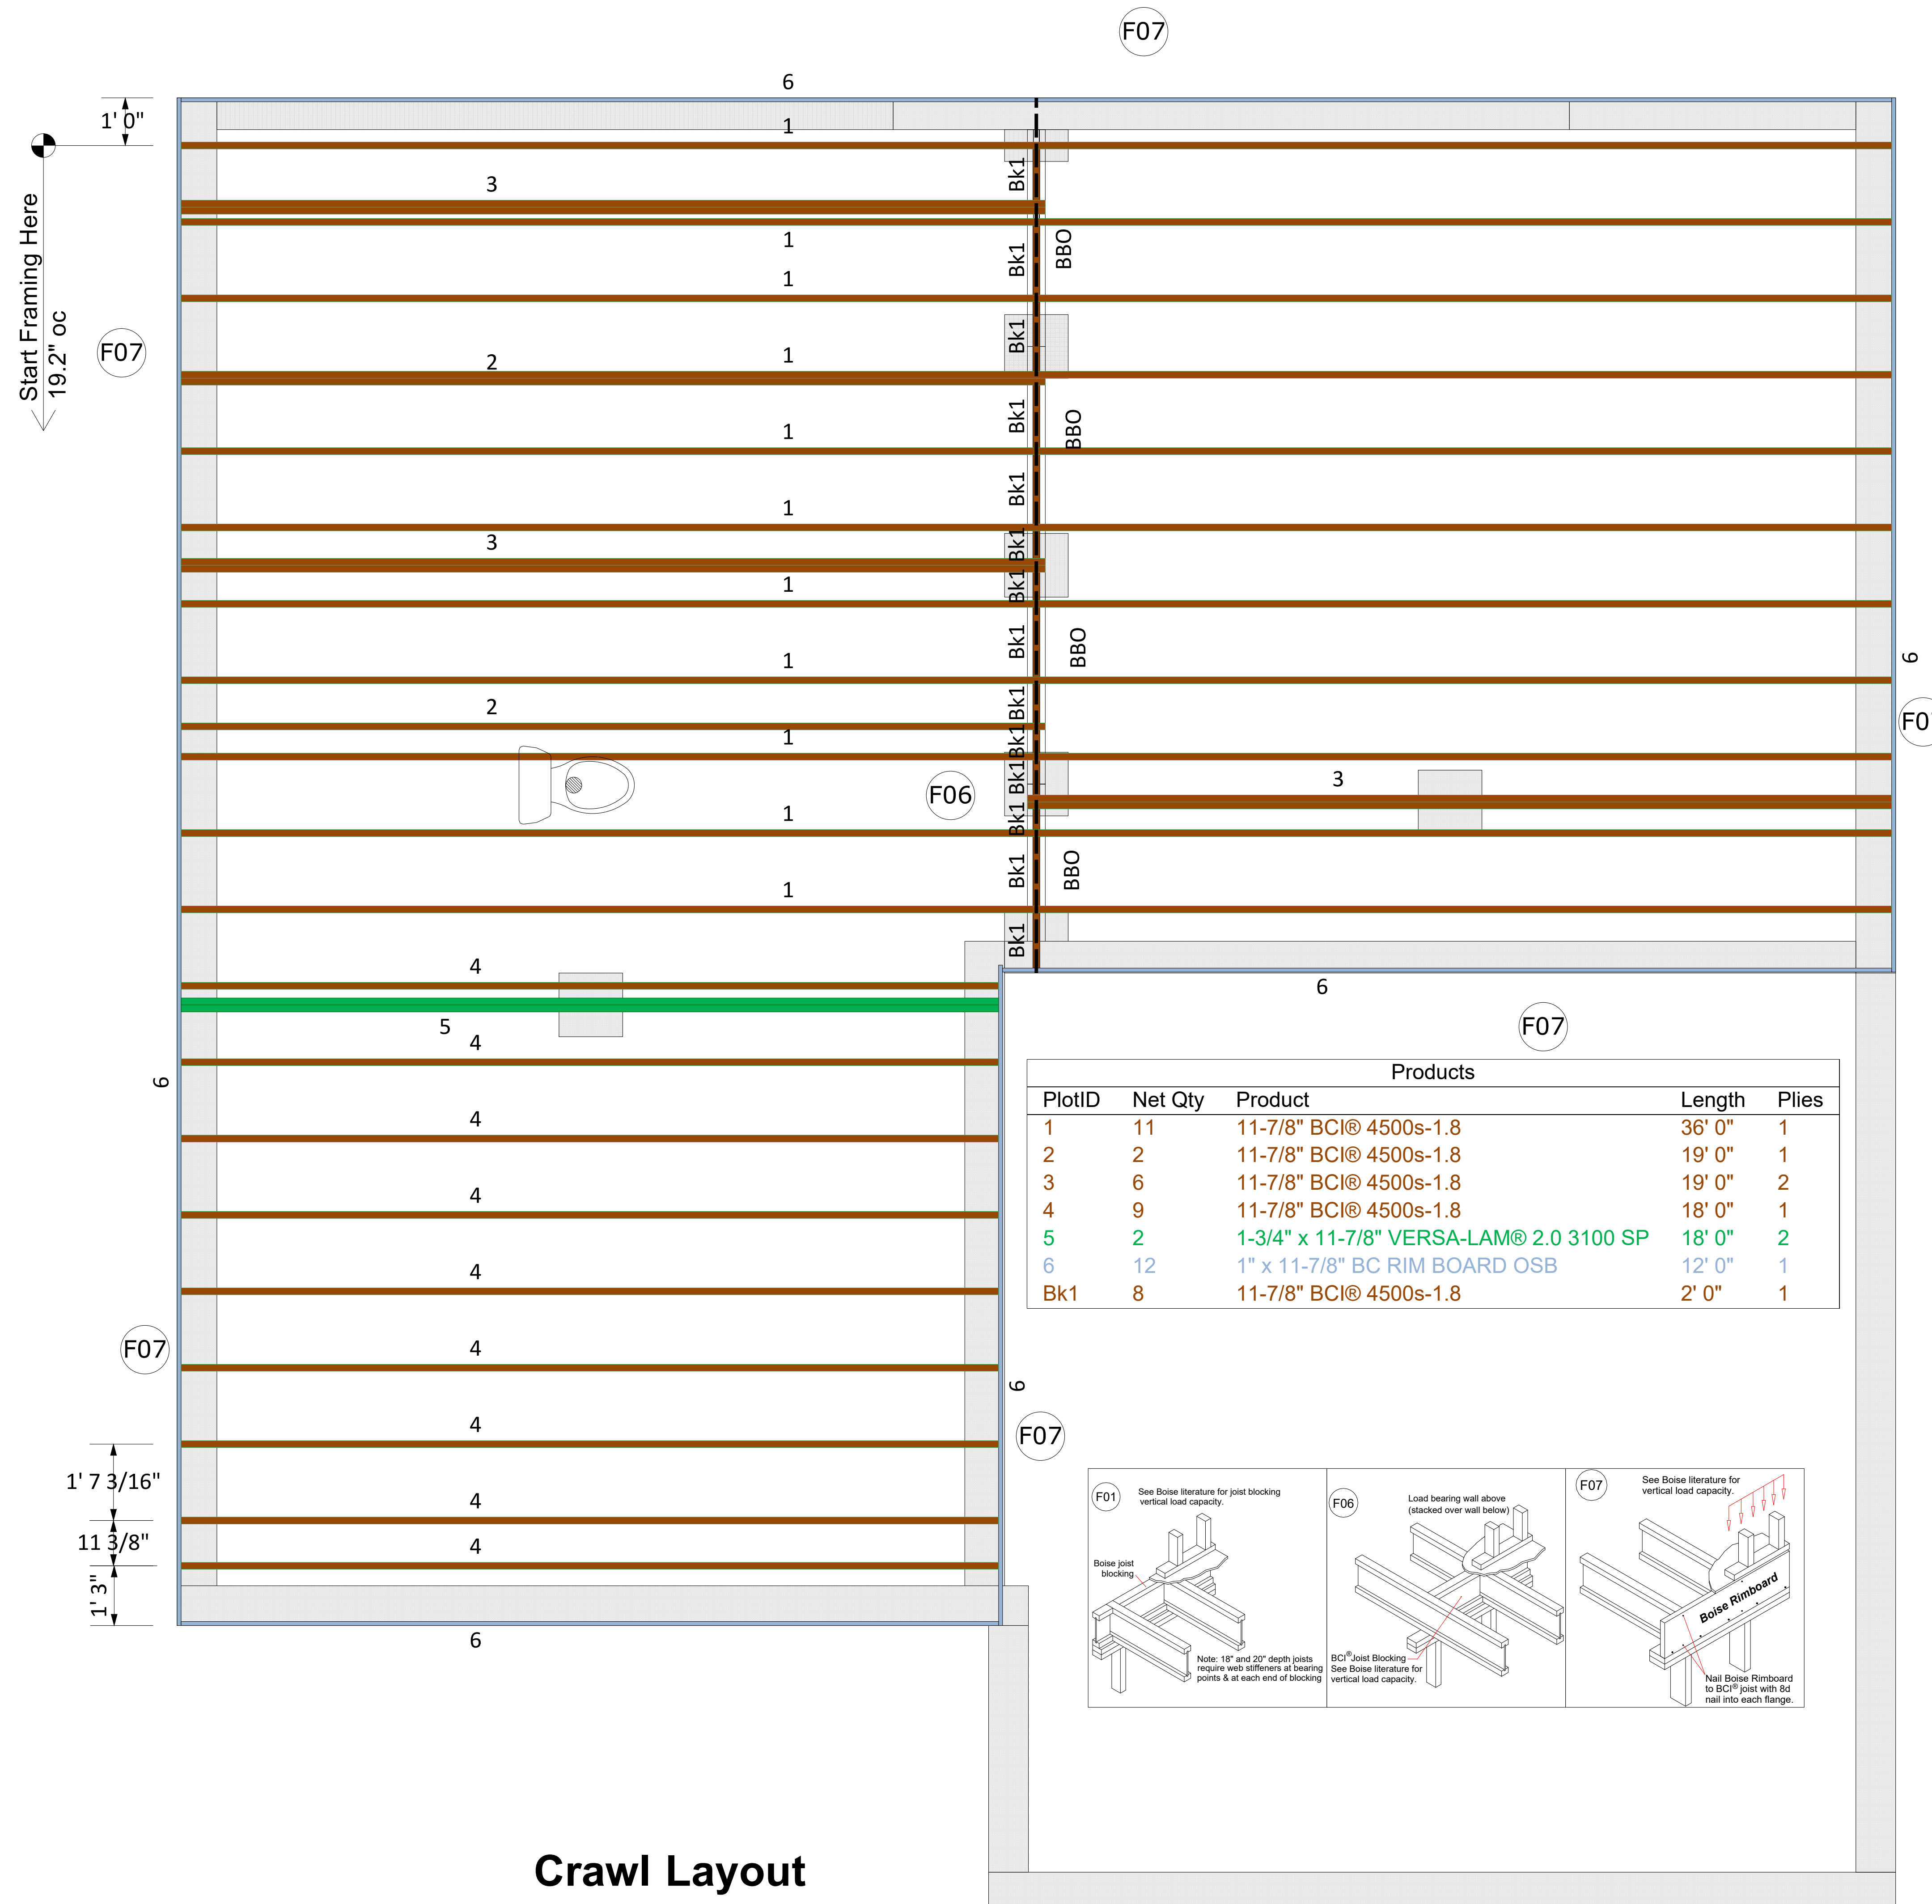 F07
6
1' 0"
1
Bk1
3
Start Framing Here
19.2" oc
1
Bk1
BBO
1
F07
Bk1
2
1
Bk1
BBO
1
Bk1
1
3
Bk1
1
Bk1
Bk1
BBO
6
1
2
Bk1
F0
1
Bk1
Bk1
3
F06
1
Bk1
Bk1
BBO
1
Bk1
4
6
5
F07
4
6
4
4
4
F07
4
6
F07
4
1' 7 3/16"
4
11 3/8"
4
1' 3"
6
Products
PlotID Net Qty Product Length Plies
1 11 11-7/8" BCI® 4500s-1.8 36' 0" 1
2 2 11-7/8" BCI® 4500s-1.8 19' 0" 1
3 6 11-7/8" BCI® 4500s-1.8 19' 0" 2
4 9 11-7/8" BCI® 4500s-1.8 18' 0" 1
5 2 1-3/4" x 11-7/8" VERSA-LAM® 2.0 3100 SP 18' 0" 2
6 12 1" x 11-7/8" BC RIM BOARD OSB 12' 0" 1
Bk1 8 11-7/8" BCI® 4500s-1.8 2' 0" 1
F01
See Boise literature for joist blocking
vertical load capacity.
Boise joist
blocking
Note: 18" and 20" depth joists
require web stiffeners at bearing
points & at each end of blocking
F06
Load bearing wall above
(stacked over wall below)
BCI® Joist Blocking
See Boise literature for
vertical load capacity.
F07
See Boise literature for
vertical load capacity.
Boise Rimboard
Nail Boise Rimboard
to BCI® joist with 8d
nail into each flange.
Crawl Layout